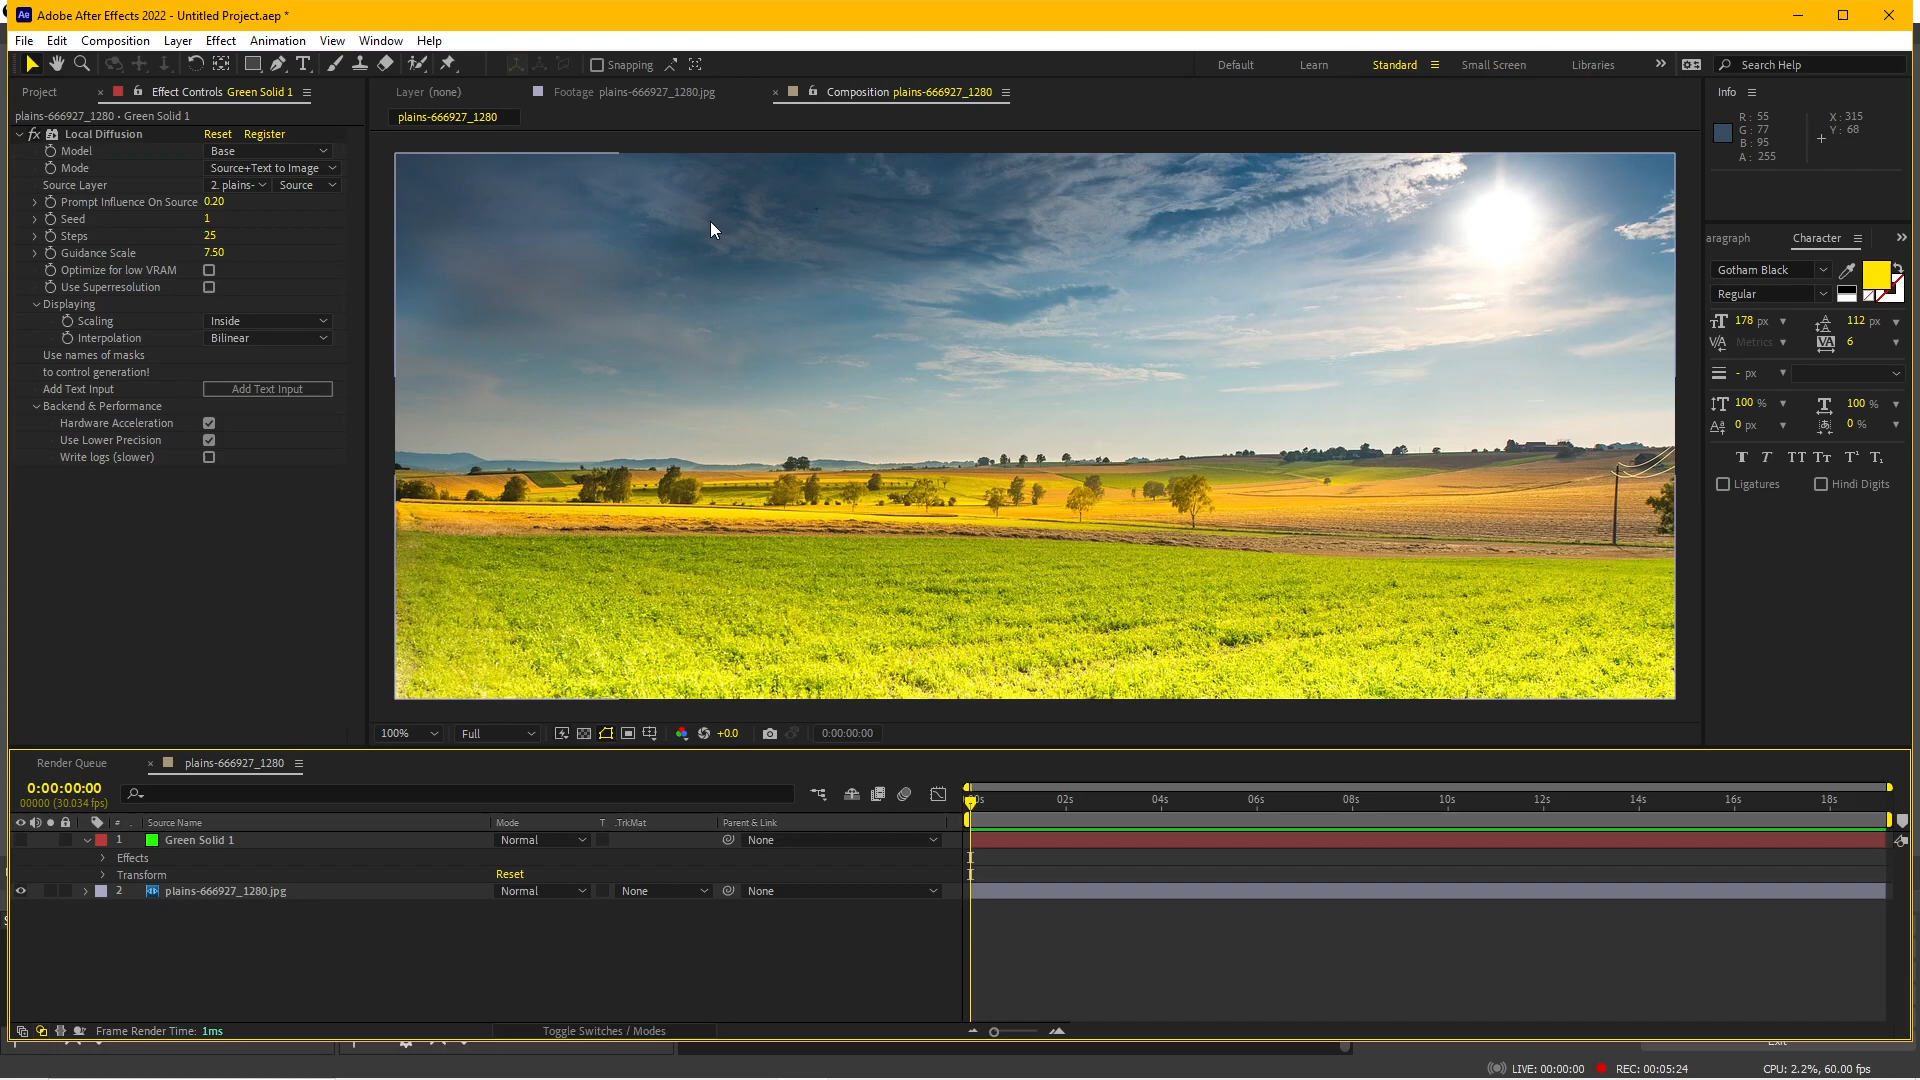 Adobe After Effects 2022 - Untitled Project.aep *
File Edit Composition Layer Effect Animation View Window Help
Snapping Default Learn Standard Small Screen Libraries Search Help
Project Effect Controls Green Solid 1 Layer (none) Footage plains-666927_1280.jpg Composition plains-666927_1280 Info
plains-666927_1280 • Green Solid 1
plains-666927_1280
R: 55 X: 315
G: 77 Y: 68
B: 95
A: 255
fx Local Diffusion Reset Register
Model Base
Mode Source+Text to Image
Source Layer 2. plains- Source
Prompt Influence On Source 0.20
Seed 1
Steps 25
Guidance Scale 7.50
Optimize for low VRAM
Use Superresolution
Displaying
Scaling Inside
Interpolation Bilinear
Use names of masks
to control generation!
Add Text Input Add Text Input
Backend & Performance
Hardware Acceleration
Use Lower Precision
Write logs (slower)
aragraph Character
Gotham Black
Regular
178 px 112 px
Metrics 6
- px
100 % 100 %
0 px 0 %
T T TT Tt T¹ T₁
Ligatures Hindi Digits
100% Full +0.0 0:00:00:00
Render Queue plains-666927_1280
0:00:00:00
00000 (30.034 fps)
00s 02s 04s 06s 08s 10s 12s 14s 16s 18s
# Source Name Mode T .TrkMat Parent & Link
1 Green Solid 1 Normal None
Effects
Transform Reset
2 plains-666927_1280.jpg Normal None None
Frame Render Time: 1ms Toggle Switches / Modes
LIVE: 00:00:00 REC: 00:05:24 CPU: 2.2%, 60.00 fps